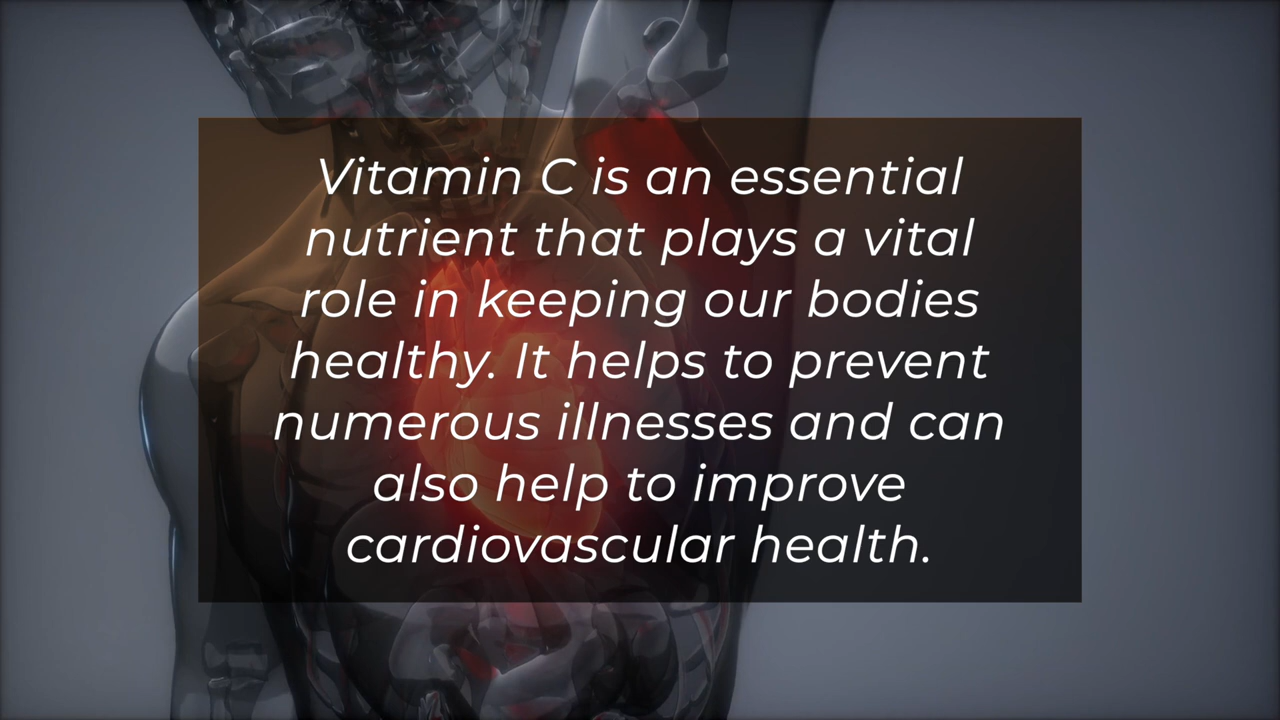 Vitamin C is an essential
nutrient that plays a vital
role in keeping our bodies
healthy. It helps to prevent
numerous illnesses and can
also help to improve
cardiovascular health.